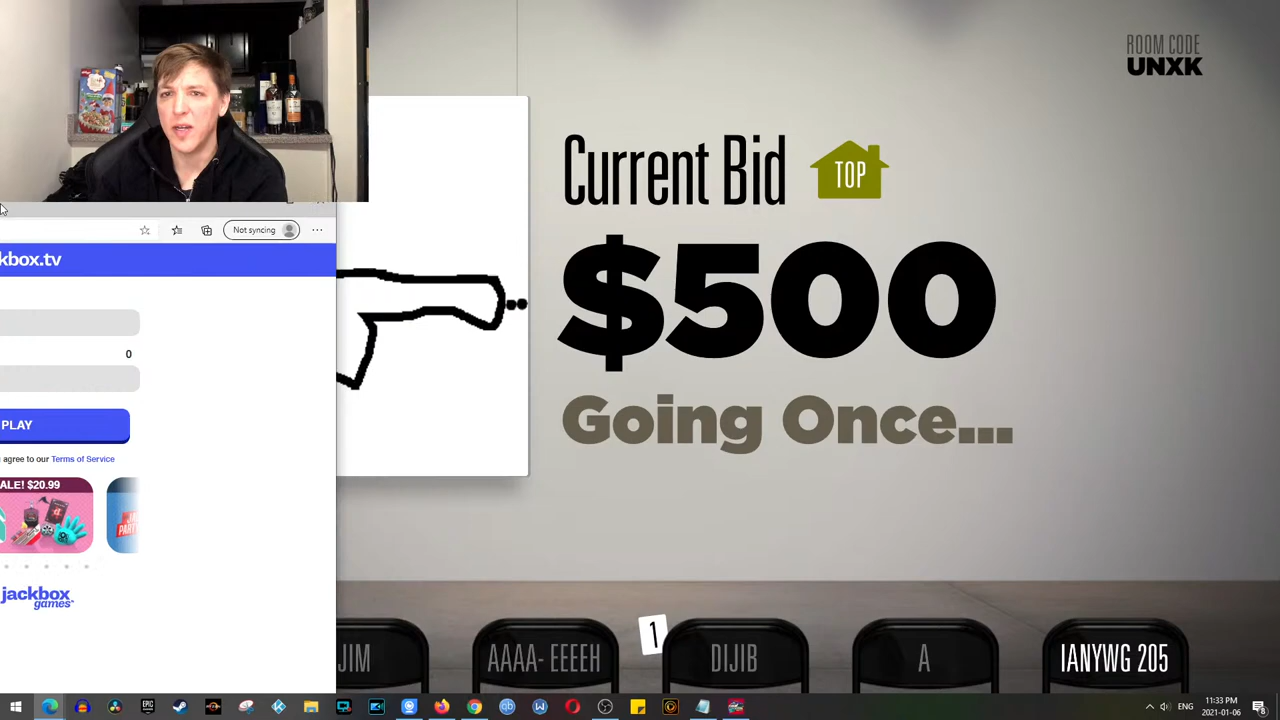 ROOM CODE
UNXK
Current Bid
TOP
$500
Going Once...
Not syncing
kbox.tv
0
PLAY
agree to our Terms of Service
ALE! $20.99
jackbox
games
1
JIM
AAAA- EEEEH
DIJIB
A
IANYWG 205
ENG
11:33 PM
2021-01-06